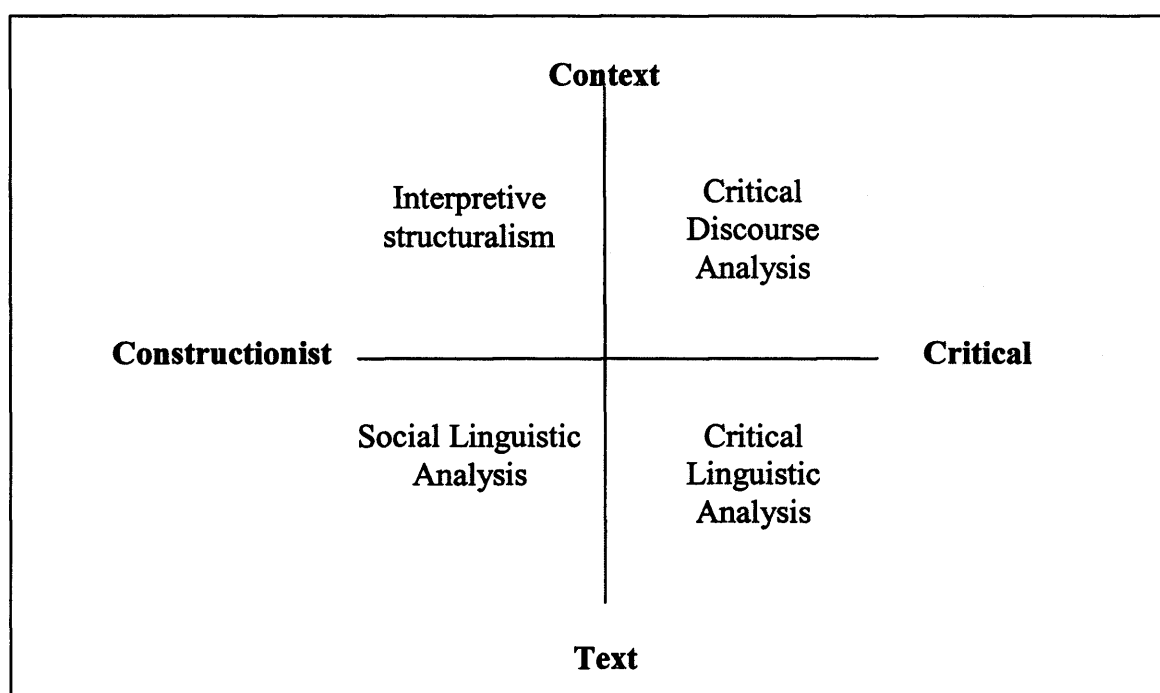 Context
Interpretive
structuralism
Critical
Discourse
Analysis
Constructionist
Critical
Social Linguistic
Analysis
Critical
Linguistic
Analysis
Text